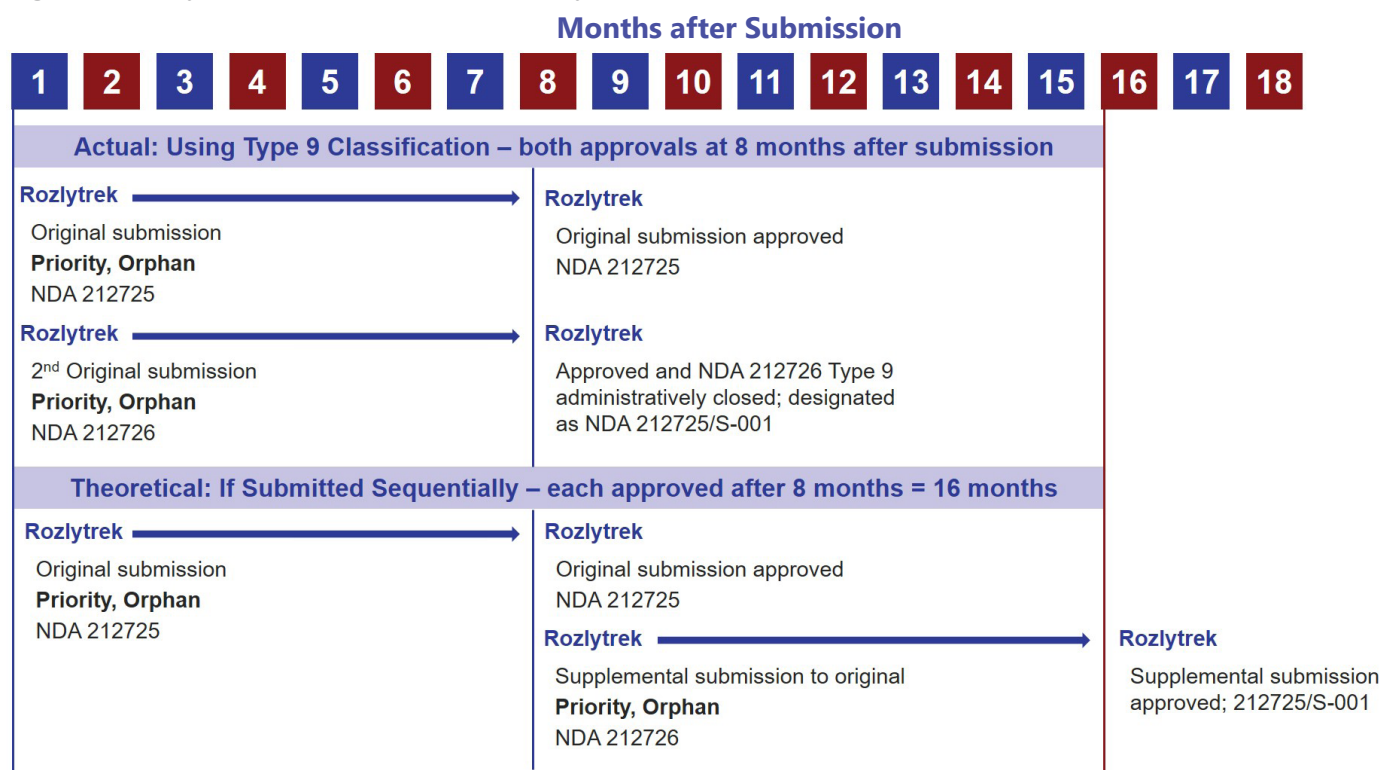 Months after Submission
1 2 3 4 5 6 7 8 9 10 11 12 13 14 15 16 17 18
Actual: Using Type 9 Classification – both approvals at 8 months after submission
Rozlytrek
Original submission
Priority, Orphan
NDA 212725
Rozlytrek
Original submission approved
NDA 212725
Rozlytrek
2nd Original submission
Priority, Orphan
NDA 212726
Rozlytrek
Approved and NDA 212726 Type 9
administratively closed; designated
as NDA 212725/S-001
Theoretical: If Submitted Sequentially – each approved after 8 months = 16 months
Rozlytrek
Original submission
Priority, Orphan
NDA 212725
Rozlytrek
Original submission approved
NDA 212725
Rozlytrek
Supplemental submission to original
Priority, Orphan
NDA 212726
Rozlytrek
Supplemental submission
approved; 212725/S-001